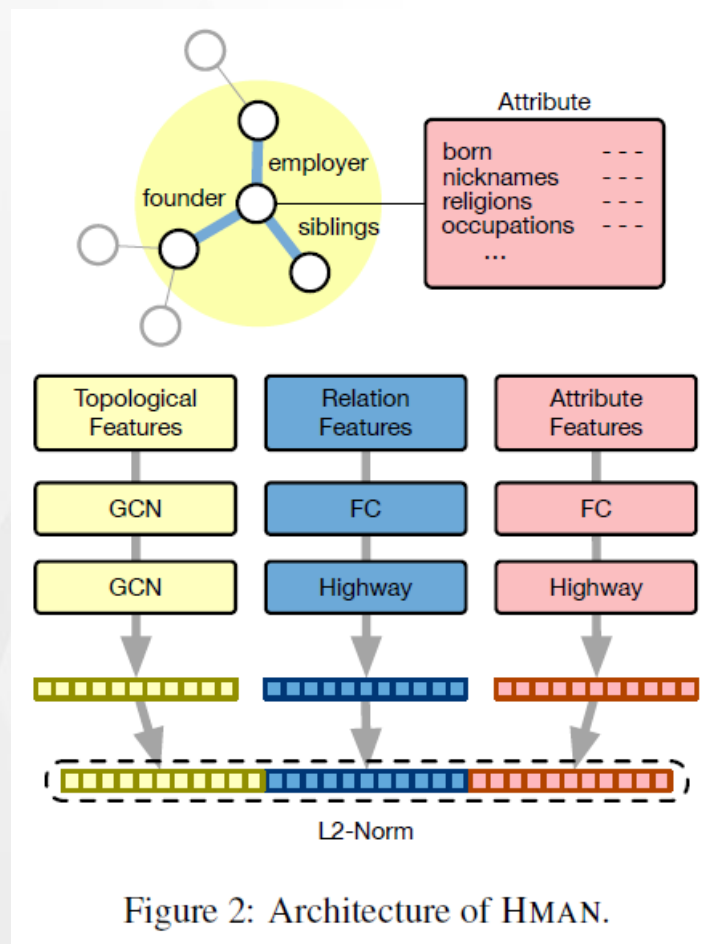 Attribute
employer
founder
siblings
born - - -
nicknames - - -
religions - - -
occupations - - -
...
Topological Features
Relation Features
Attribute Features
GCN
FC
FC
GCN
Highway
Highway
L2-Norm
Figure 2: Architecture of HMAN.